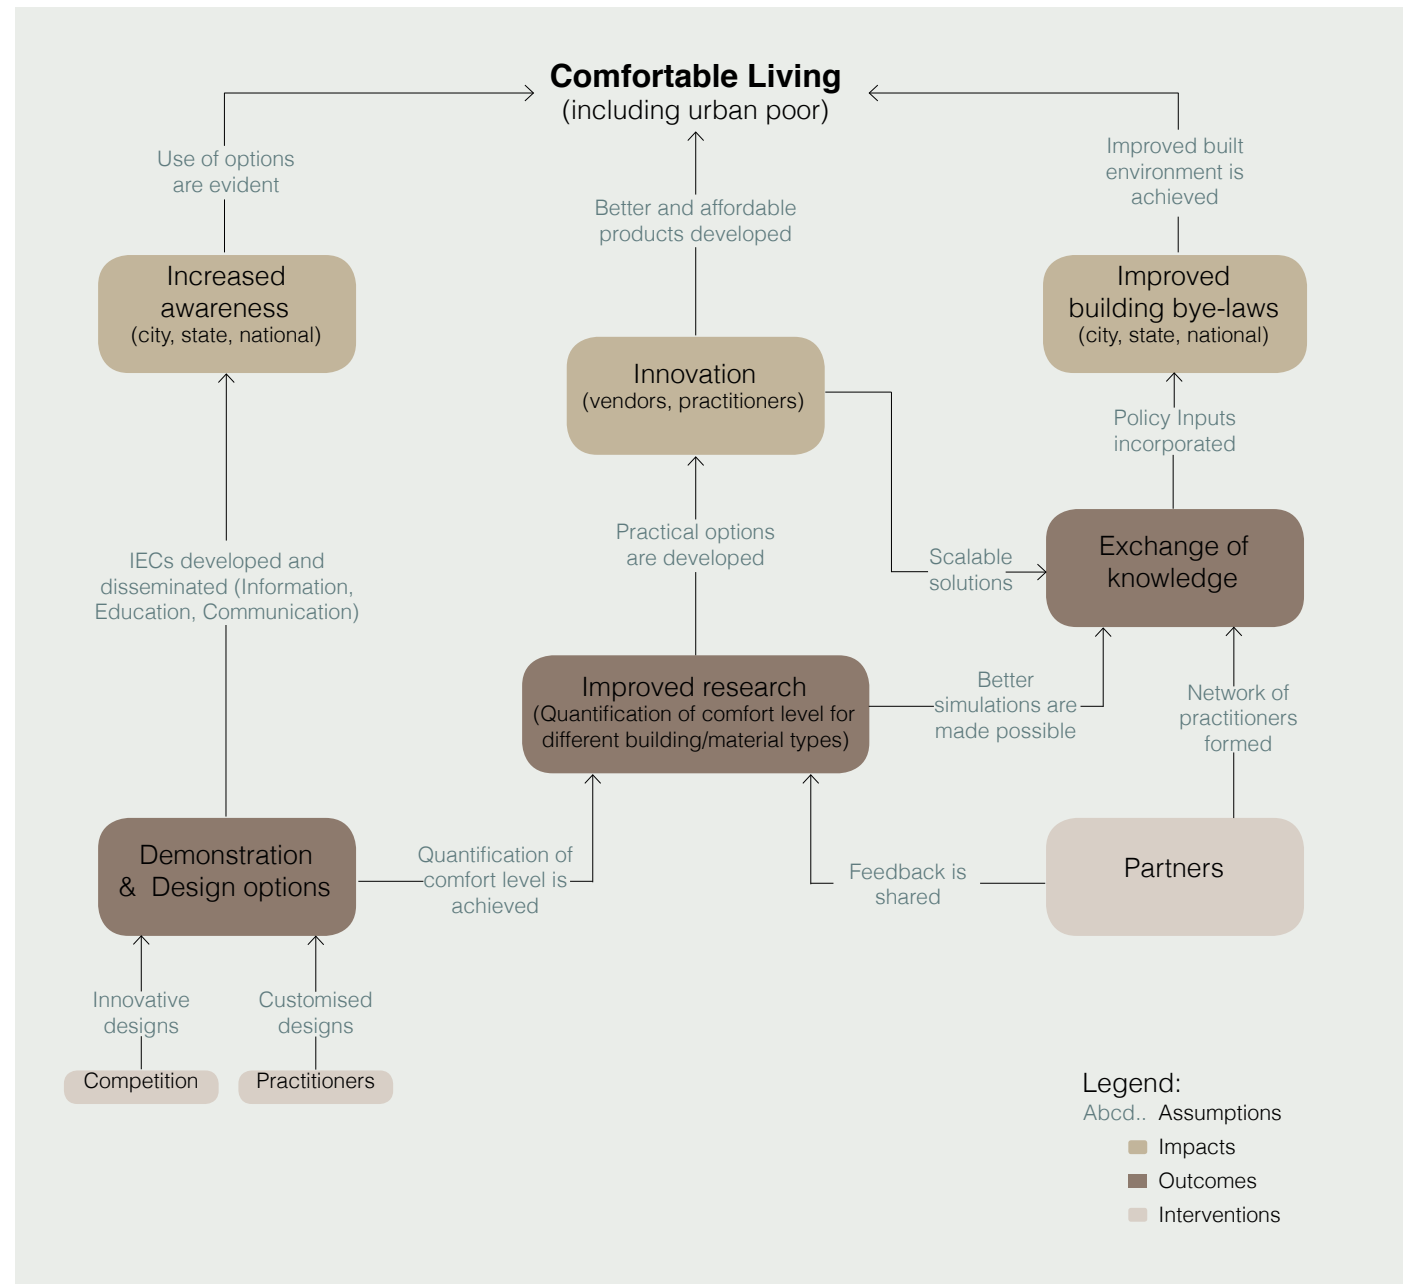 Comfortable Living
(including urban poor)
Use of options
are evident
Better and affordable
products developed
Improved built
environment is
achieved
Increased
awareness
(city, state, national)
Innovation
(vendors, practitioners)
Improved
building bye-laws
(city, state, national)
Policy Inputs
incorporated
IECs developed and
disseminated (Information,
Education, Communication)
Practical options
are developed
Scalable
solutions
Exchange of
knowledge
Improved research
(Quantification of comfort level for
different building/material types)
Better
simulations are
made possible
Network of
practitioners
formed
Demonstration
& Design options
Quantification of
comfort level is
achieved
Feedback is
shared
Partners
Innovative
designs
Customised
designs
Competition
Practitioners
Legend:
Abcd.. Assumptions
Impacts
Outcomes
Interventions